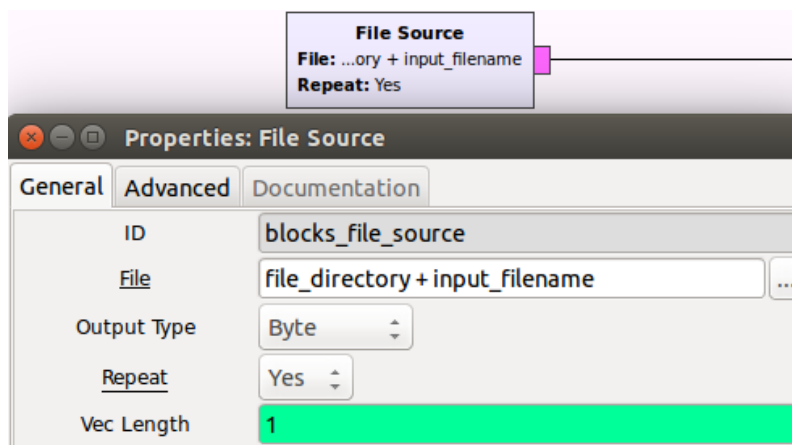 File Source
File: ...ory + input_filename
Repeat: Yes
Properties: File Source
General Advanced Documentation
ID blocks_file_source
File file_directory+input_filename ...
Output Type Byte
Repeat Yes
Vec Length 1